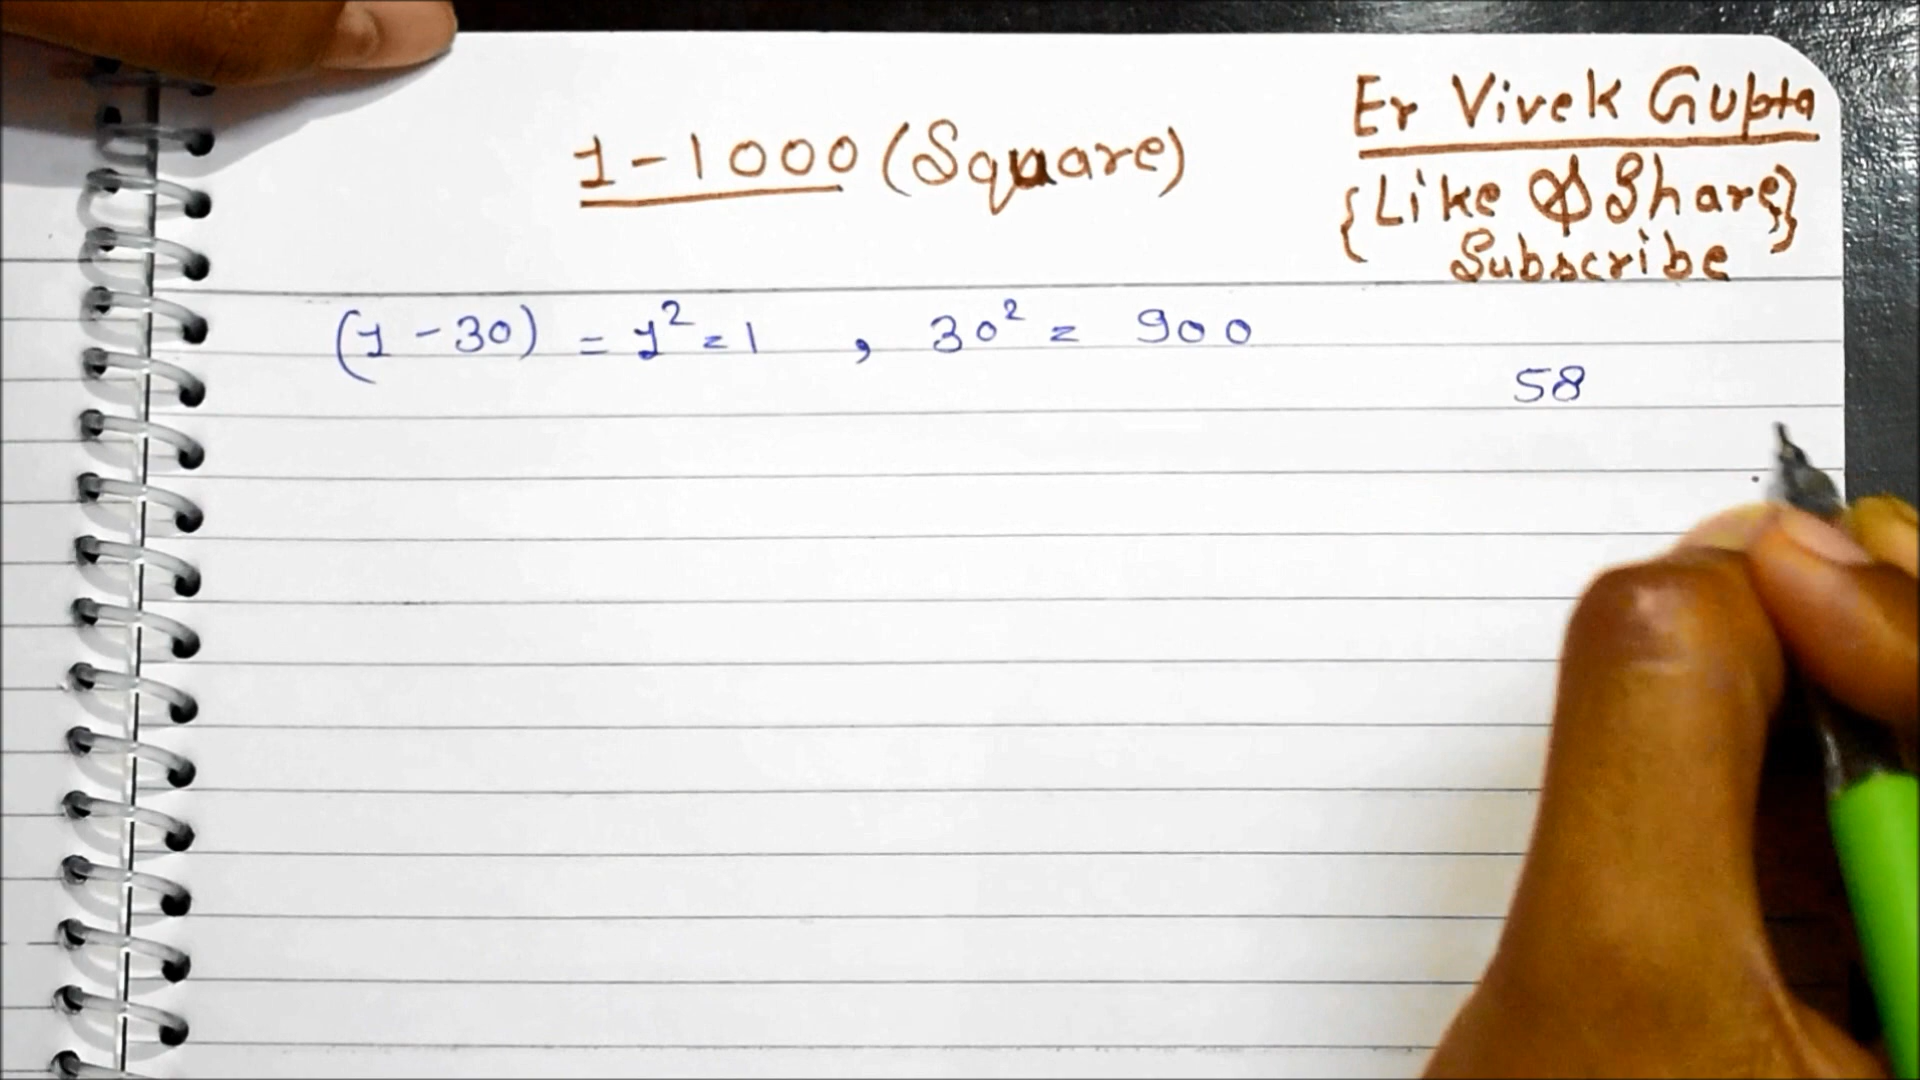 1-1000 (Square)
Er Vivek Gupta
{Like & Share}
Subscribe
(1-30) = 1² = 1 , 30² = 900
58